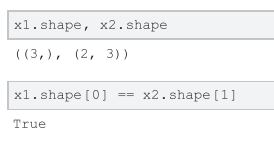 x1.shape, x2.shape
((3,), (2, 3))
x1.shape[0] == x2.shape[1]
True